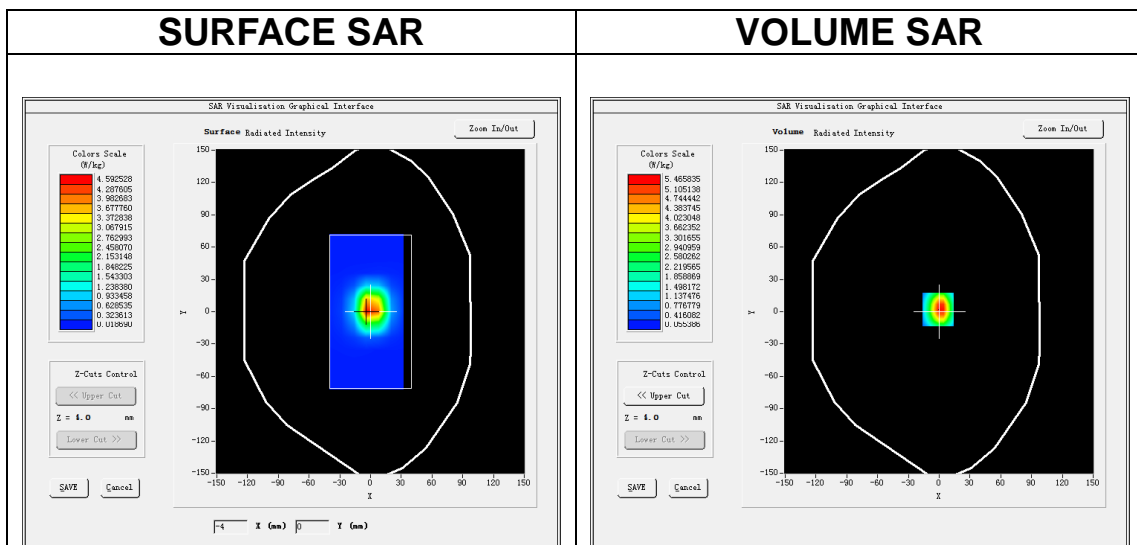 SURFACE SAR
VOLUME SAR
SAR Visualisation Graphical Interface
Surface Radiated Intensity
Zoom In/Out
Colors Scale
(W/kg)
4.592528
4.287605
3.982683
3.677760
3.372838
3.067915
2.762993
2.458070
2.153148
1.848225
1.543303
1.238380
0.933458
0.628535
0.323613
0.018690
Z-Cuts Control
<< Upper Cut
Z = 4.0 mm
Lower Cut >>
SAVE
Cancel
150
120
90
60
30
0
-30
-60
-90
-120
-150
Y
-150 -120 -90 -60 -30 0 30 60 90 120 150
X
-4 X (mm) 0 Y (mm)
SAR Visualisation Graphical Interface
Volume Radiated Intensity
Zoom In/Out
Colors Scale
(W/kg)
5.465835
5.105138
4.744442
4.383745
4.023048
3.662352
3.301655
2.940959
2.580262
2.219565
1.858869
1.498172
1.137476
0.776779
0.416082
0.055386
Z-Cuts Control
<< Upper Cut
Z = 4.0 mm
Lower Cut >>
SAVE
Cancel
150
120
90
60
30
0
-30
-60
-90
-120
-150
Y
-150 -120 -90 -60 -30 0 30 60 90 120 150
X